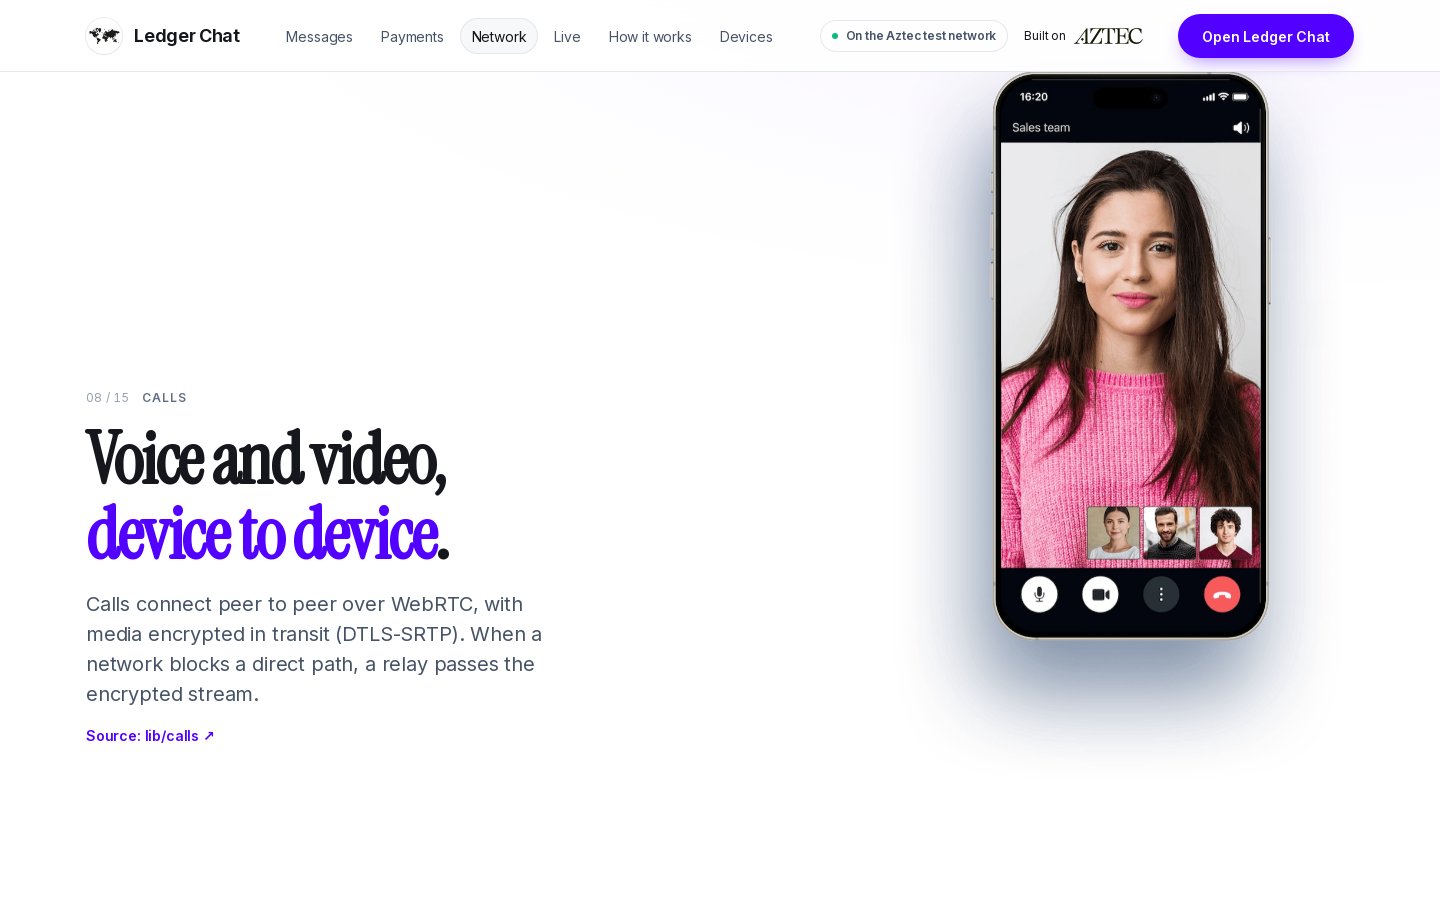 Ledger Chat
Messages
Payments
Network
Live
How it works
Devices
On the Aztec test network
Built on AZTEC
Open Ledger Chat
16:20
Sales team
08 / 15 CALLS
Voice and video,
device to device.
Calls connect peer to peer over WebRTC, with
media encrypted in transit (DTLS-SRTP). When a
network blocks a direct path, a relay passes the
encrypted stream.
Source: lib/calls ↗